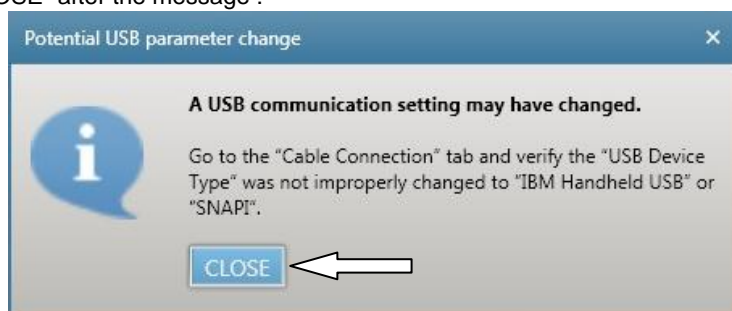 OSE" after the message :
Potential USB parameter change
A USB communication setting may have changed.
Go to the "Cable Connection" tab and verify the "USB Device
Type" was not improperly changed to "IBM Handheld USB" or
"SNAPI".
CLOSE